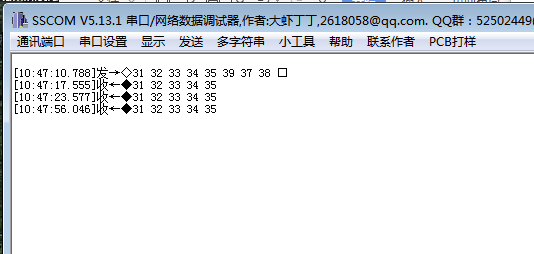 SSCOM V5.13.1 串口/网络数据调试器,作者:大虾丁丁,2618058@qq.com. QQ群：52502449(
通讯端口 串口设置 显示 发送 多字符串 小工具 帮助 联系作者 PCB打样
[10:47:10.788]发→◇31 32 33 34 35 39 37 38 □
[10:47:17.555]收←◆31 32 33 34 35
[10:47:23.577]收←◆31 32 33 34 35
[10:47:56.046]收←◆31 32 33 34 35